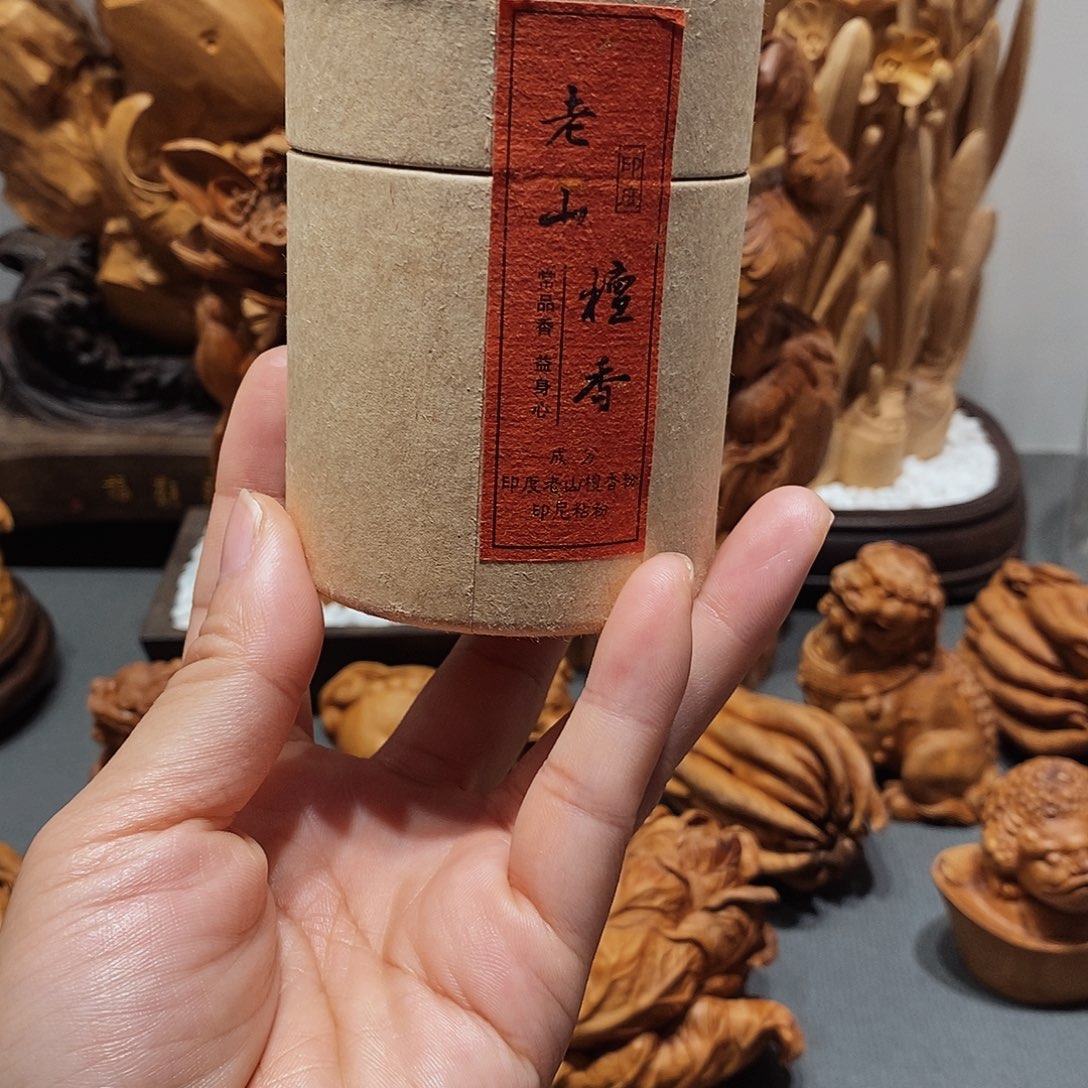 老山
檀香
印度
常品香 益身心
成分
印度老山檀香粉
印尼粘粉